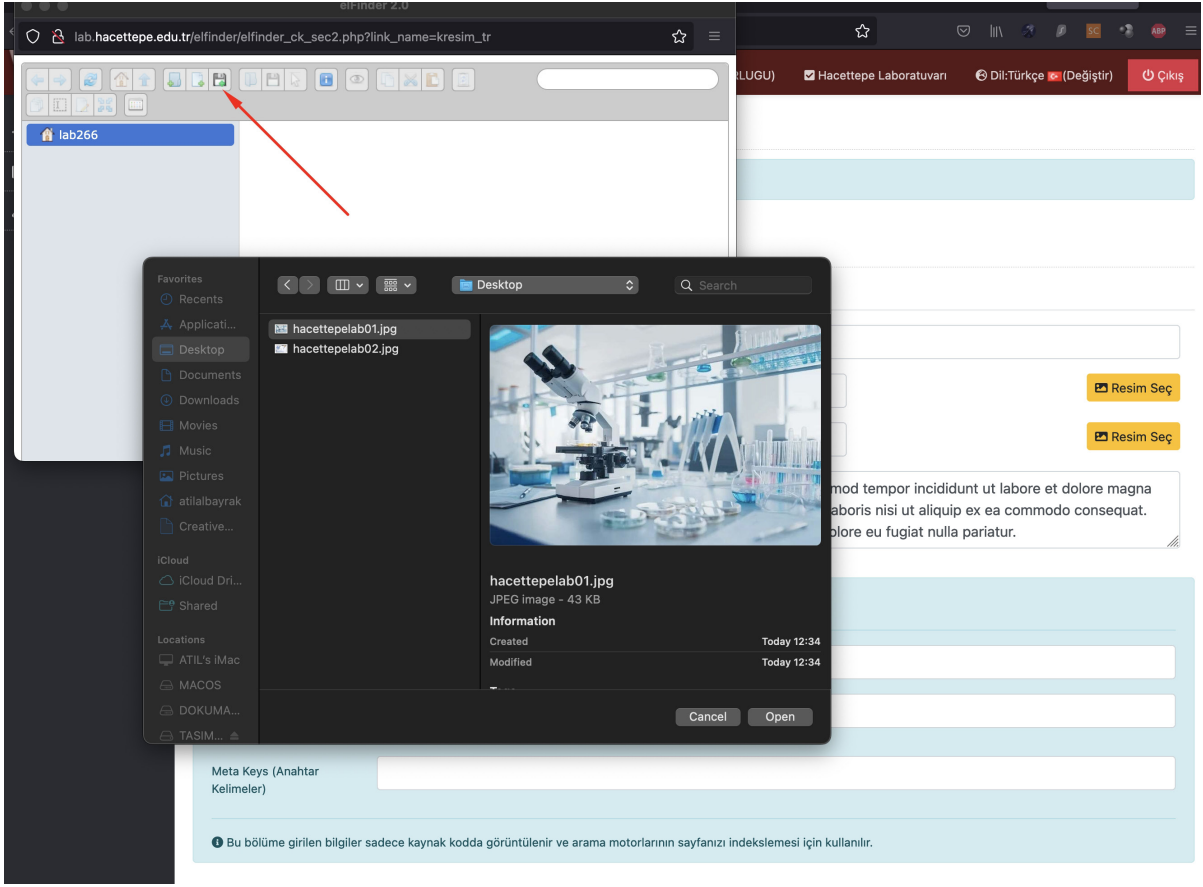 elFinder 2.0
lab.hacettepe.edu.tr/elfinder/elfinder_ck_sec2.php?link_name=kresim_tr
RLUGU)
Hacettepe Laboratuvarı
Dil:Türkçe (Değiştir)
Çıkış
lab266
Favorites
Recents
Applicati...
Desktop
Documents
Downloads
Movies
Music
Pictures
atilalbayrak
Creative...
iCloud
iCloud Dri...
Shared
Locations
ATIL's iMac
MACOS
DOKUMA...
TASIM...
Desktop
Search
hacettepelab01.jpg
hacettepelab02.jpg
hacettepelab01.jpg
JPEG image - 43 KB
Information
Created Today 12:34
Modified Today 12:34
Cancel
Open
Resim Seç
Resim Seç
mod tempor incididunt ut labore et dolore magna
aboris nisi ut aliquip ex ea commodo consequat.
olore eu fugiat nulla pariatur.
Meta Keys (Anahtar
Kelimeler)
Bu bölüme girilen bilgiler sadece kaynak kodda görüntülenir ve arama motorlarının sayfanızı indekslemesi için kullanılır.
SC
ABP